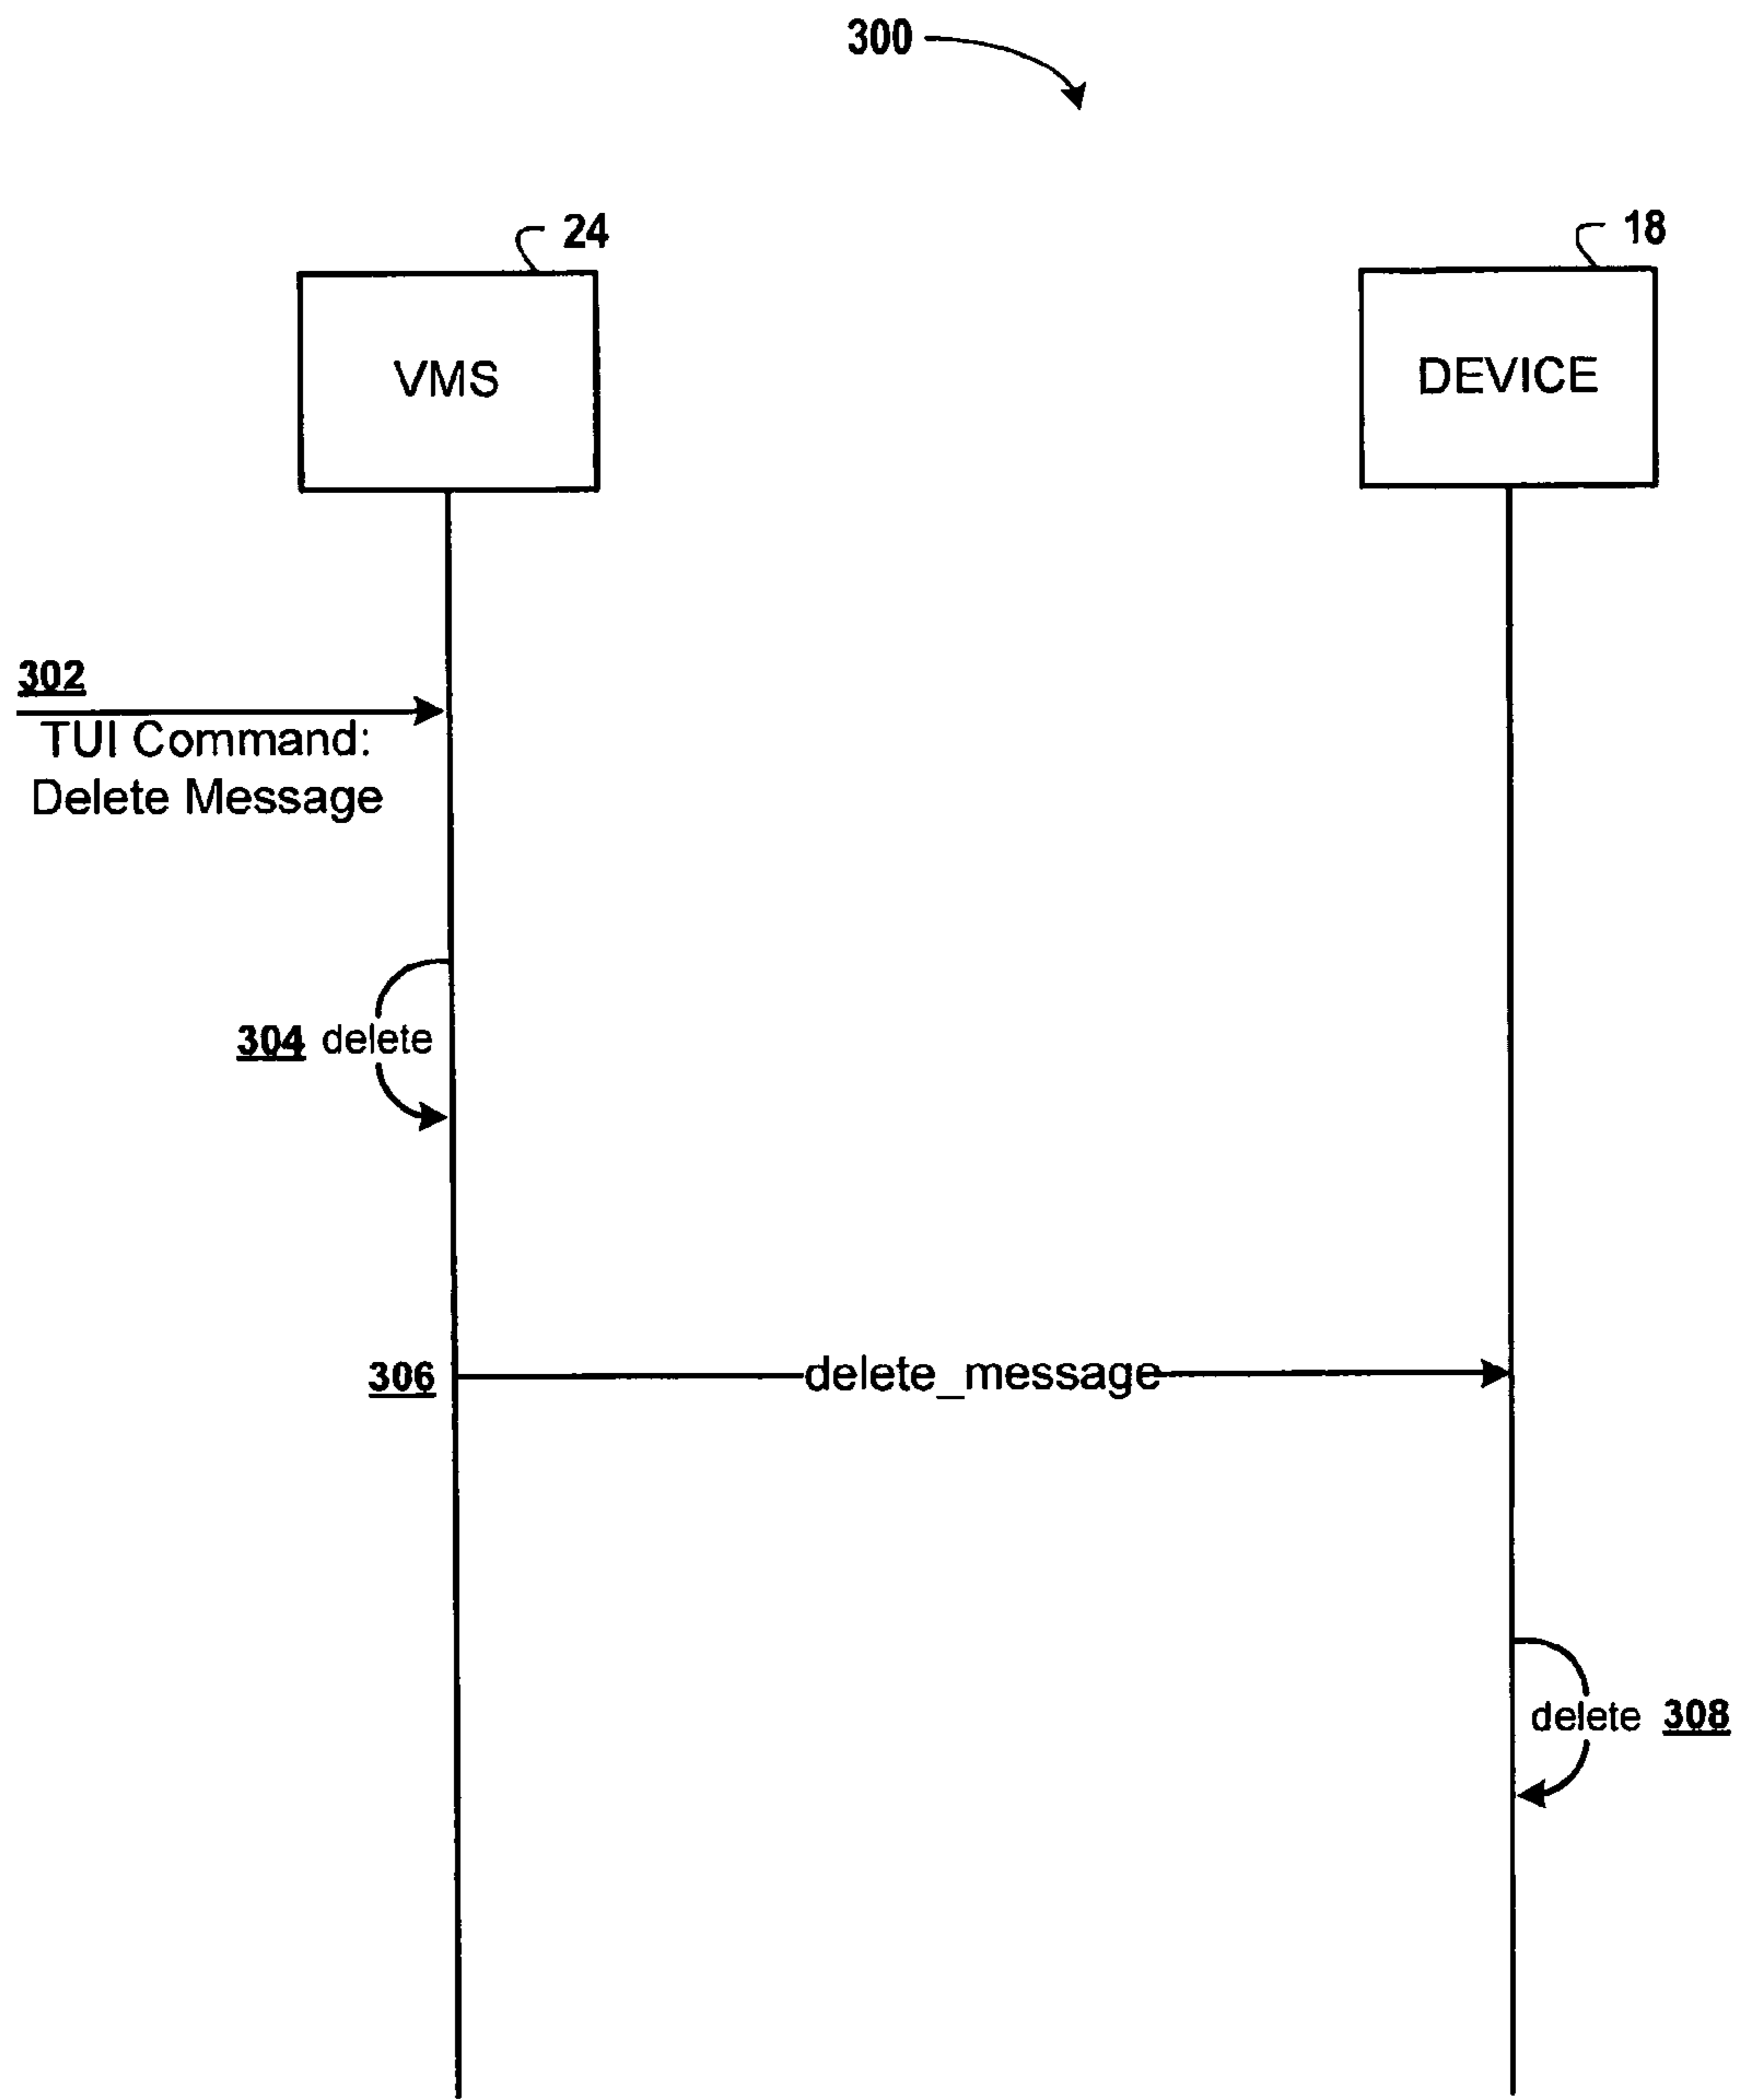 300
24
18
VMS
DEVICE
302
TUI Command:
Delete Message
304 delete
306 delete_message
delete 308